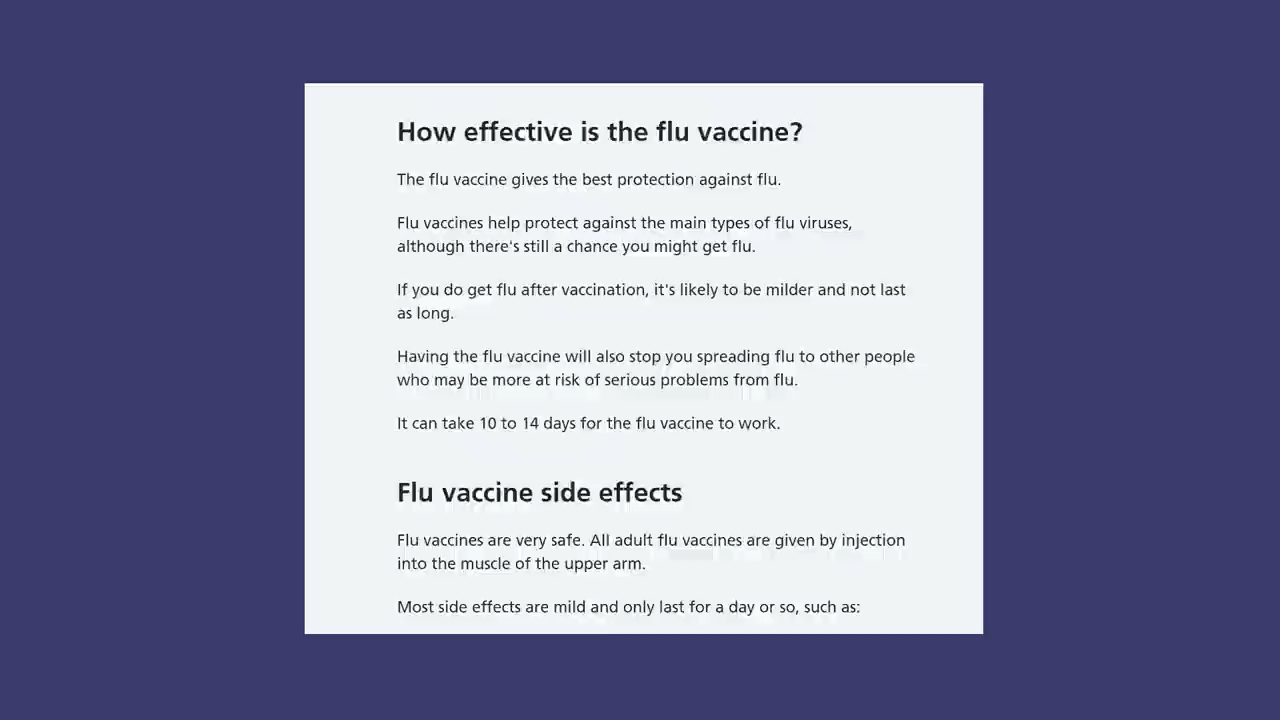 How effective is the flu vaccine?
The flu vaccine gives the best protection against flu.
Flu vaccines help protect against the main types of flu viruses,
although there's still a chance you might get flu.
If you do get flu after vaccination, it's likely to be milder and not last
as long.
Having the flu vaccine will also stop you spreading flu to other people
who may be more at risk of serious problems from flu.
It can take 10 to 14 days for the flu vaccine to work.
Flu vaccine side effects
Flu vaccines are very safe. All adult flu vaccines are given by injection
into the muscle of the upper arm.
Most side effects are mild and only last for a day or so, such as: